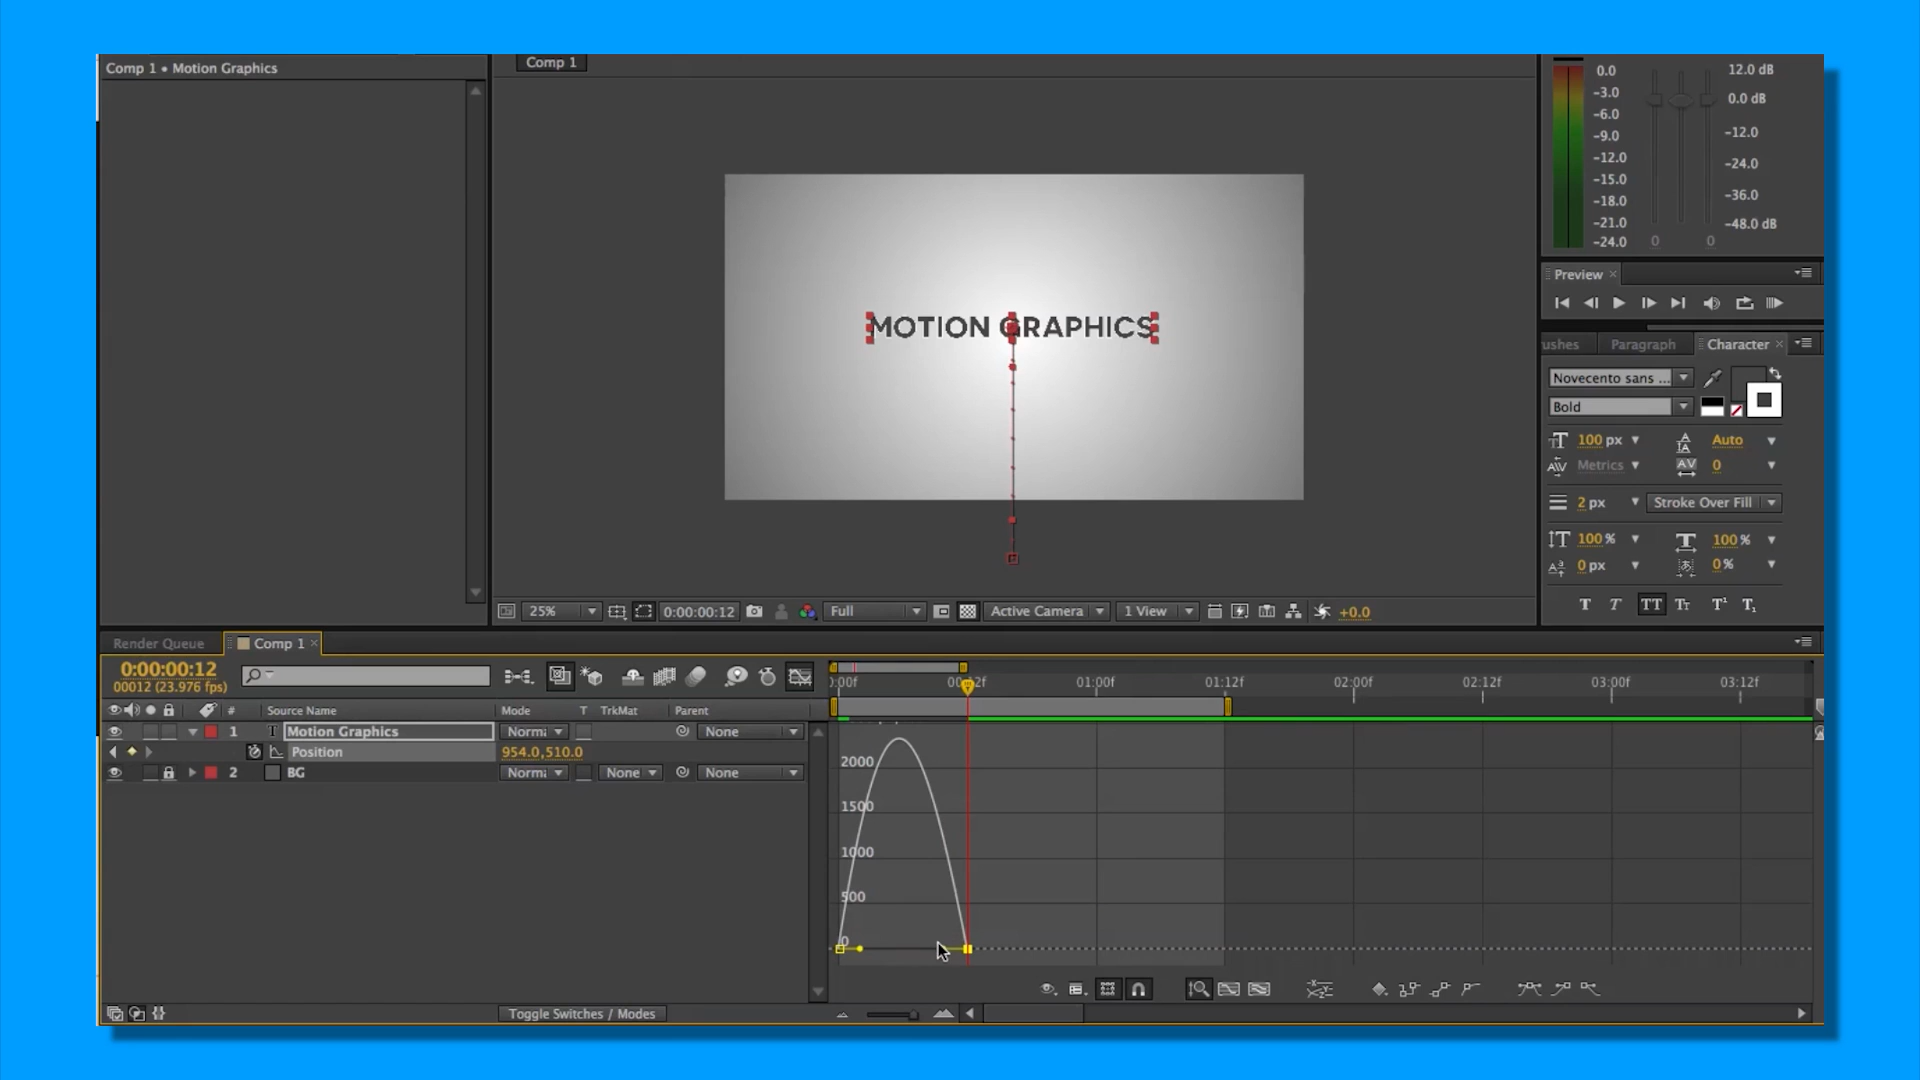 Comp 1 • Motion Graphics
Comp 1
MOTION GRAPHICS
25%
0:00:00:12
Full
Active Camera
1 View
+0.0
0.0
-3.0
-6.0
-9.0
-12.0
-15.0
-18.0
-21.0
-24.0
12.0 dB
0.0 dB
-12.0
-24.0
-36.0
-48.0 dB
0 0
Preview
ushes Paragraph Character
Novecento sans ...
Bold
100 px Auto
Metrics 0
2 px Stroke Over Fill
100 % 100 %
0 px 0 %
T T TT Tr T¹ T₁
Render Queue Comp 1
0:00:00:12
00012 (23.976 fps)
# Source Name Mode T TrkMat Parent
1 T Motion Graphics Norm None
Position 954.0,510.0
2 BG Norm None None
:00f 00:12f 01:00f 01:12f 02:00f 02:12f 03:00f 03:12f
2000
1500
1000
500
0
Toggle Switches / Modes